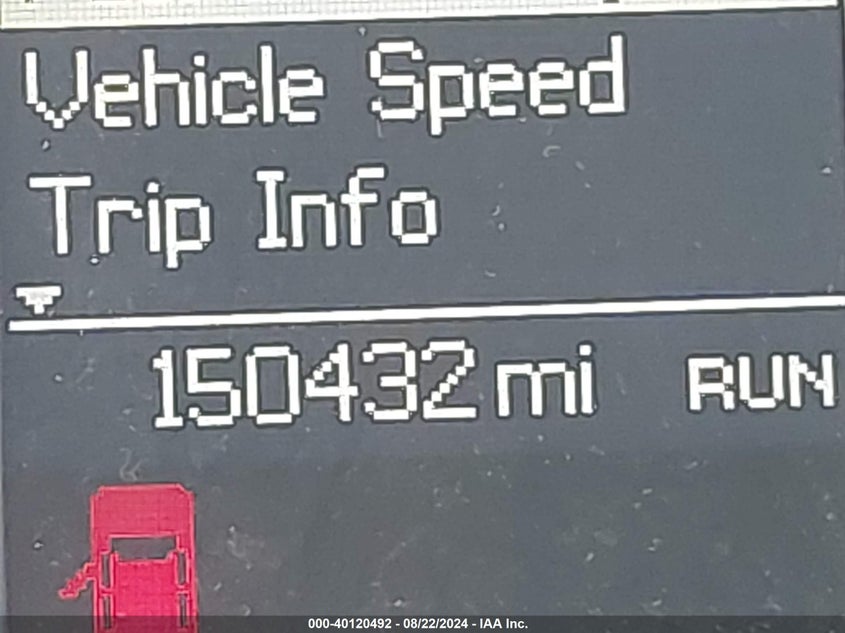 Vehicle Speed
Trip Info
150432 mi RUN
000-40120492 - 08/22/2024 - IAA Inc.